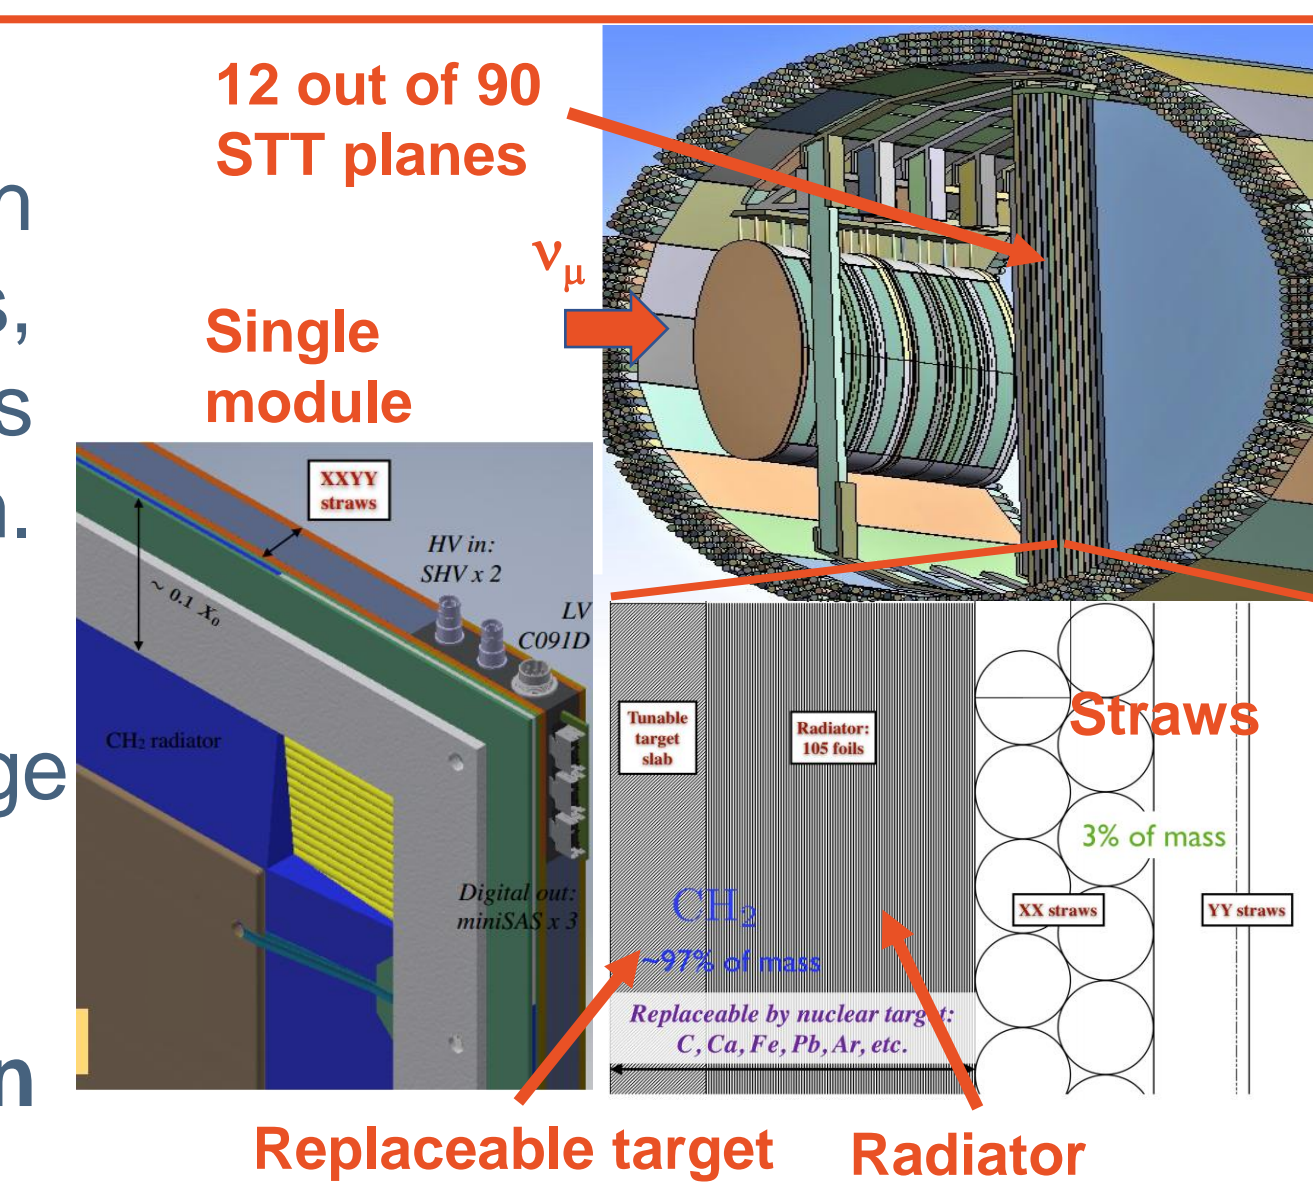 12 out of 90
STT planes
νμ
Single
module
n
s,
s
n.
ge
n
XXYY
straws
HV in:
SHV x 2
LV
C091D
~ 0.1 X₀
CH₂ radiator
Digital out:
miniSAS x 3
Tunable
target
slab
Radiator:
105 foils
Straws
3% of mass
CH₂
~97% of mass
XX straws
YY straws
Replaceable by nuclear target:
C, Ca, Fe, Pb, Ar, etc.
Replaceable target
Radiator